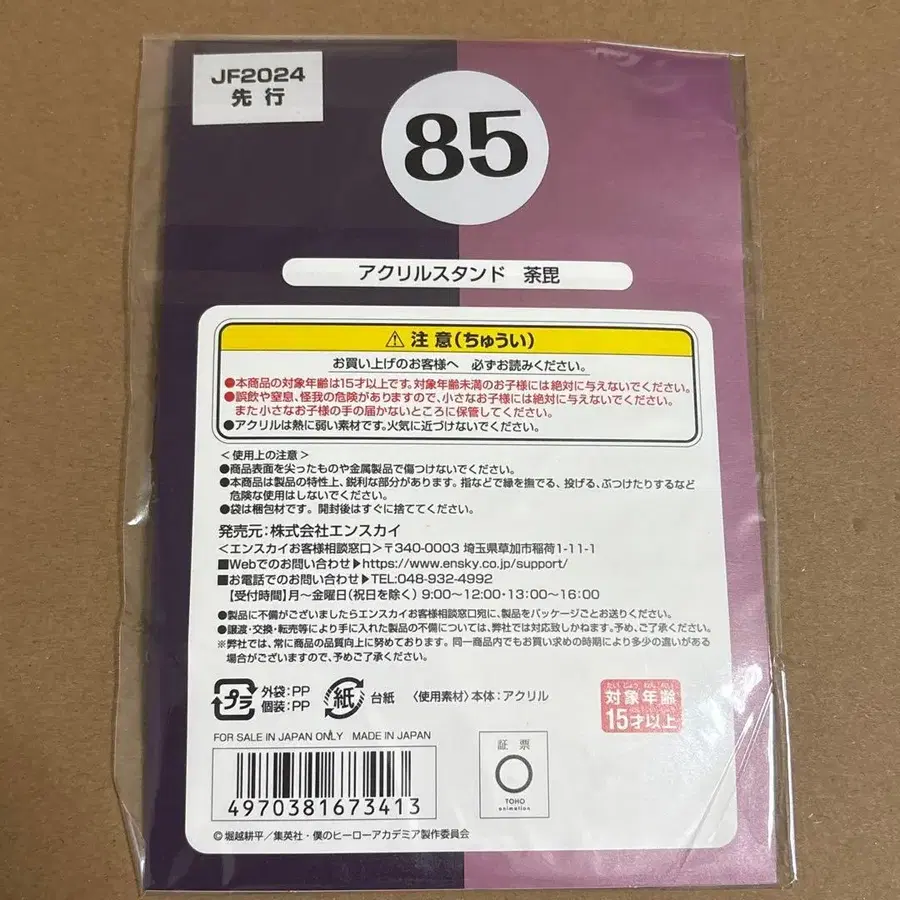 JF2024
先行
85
アクリルスタンド 荼毘
⚠注意(ちゅうい)
お買い上げのお客様へ 必ずお読みください。
●本商品の対象年齢は15才以上です。対象年齢未満のお子様には絶対に与えないでください。
●誤飲や窒息、怪我の危険がありますので、小さなお子様には絶対に与えないでください。
また小さなお子様の手の届かないところに保管してください。
●アクリルは熱に弱い素材です。火気に近づけないでください。
<使用上の注意>
●商品表面を尖ったものや金属製品で傷つけないでください。
●本商品は製品の特性上、鋭利な部分があります。指などで縁を撫でる、投げる、ぶつけたりするなど
危険な使用はしないでください。
●袋は梱包材です。開封後はすぐに捨ててください。
発売元:株式会社エンスカイ
<エンスカイお客様相談窓口>〒340-0003 埼玉県草加市稲荷1-11-1
■Webでのお問い合わせ▶https://www.ensky.co.jp/support/
■お電話でのお問い合わせ▶TEL:048-932-4992
【受付時間】月~金曜日(祝日を除く) 9:00~12:00・13:00~16:00
●製品に不備がございましたらエンスカイお客様相談窓口宛に、製品をパッケージごとお送りください。
●譲渡・交換・転売等により手に入れた製品の不備については、弊社では対応致しかねます。予め、ご了承ください。
※弊社では、常に商品の品質向上に努めております。同一商品内でもお買い求めの時期により多少の違いがある
場合がございますので、予めご了承ください。
プラ 外袋:PP
個装:PP
紙 台紙
〈使用素材〉本体:アクリル
たいしょうねんれい
対象年齢
15才以上
FOR SALE IN JAPAN ONLY MADE IN JAPAN
4970381673413
証票
TOHO
animation
© 堀越耕平/集英社・僕のヒーローアカデミア製作委員会